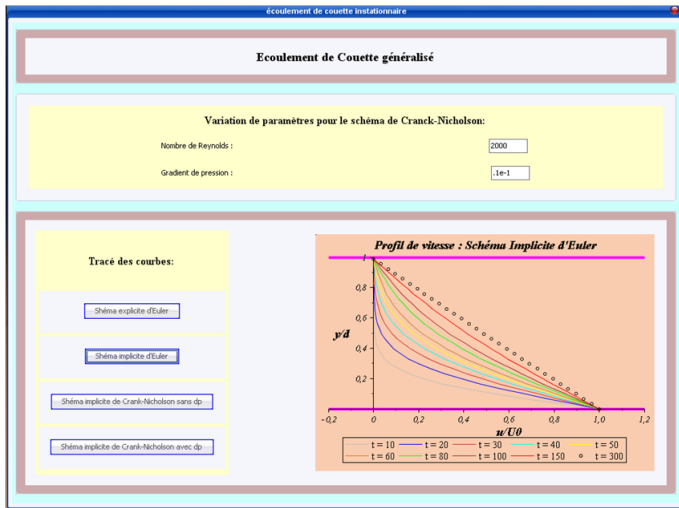 écoulement de couette instationnaire
Ecoulement de Couette généralisé
Variation de paramètres pour le schéma de Cranck-Nicholson:
Nombre de Reynolds :
2000
Gradient de pression :
.1e-1
Tracé des courbes:
Shéma explicite d'Euler
Shéma implicite d'Euler
Shéma implicite de Crank-Nicholson sans dp
Shéma implicite de Crank-Nicholson avec dp
Profil de vitesse : Schéma Implicite d'Euler
1
0,8
0,6
y/d
0,4
0,2
-0,2 0 0,2 0,4 0,6 0,8 1 1,2
u/U0
t = 10 t = 20 t = 30 t = 40 t = 50
t = 60 t = 80 t = 100 t = 150 t = 300